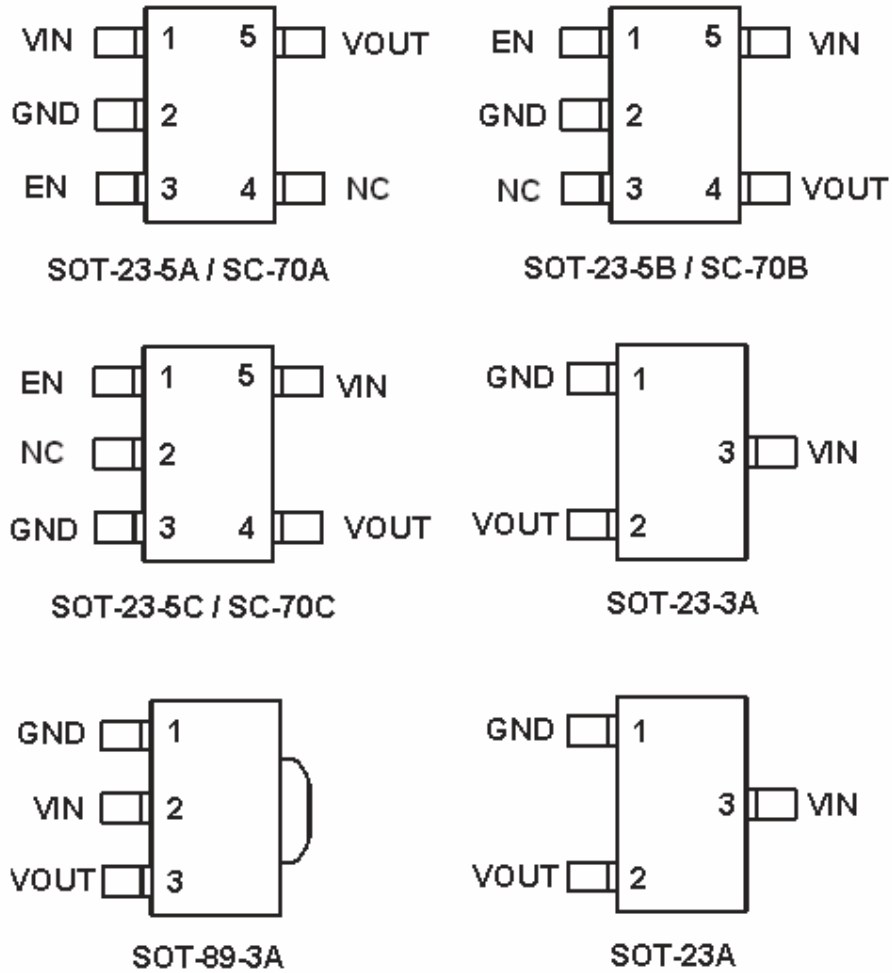 VIN 1 5 VOUT
GND 2
EN 3 4 NC
SOT-23-5A / SC-70A
EN 1 5 VIN
GND 2
NC 3 4 VOUT
SOT-23-5B / SC-70B
EN 1 5 VIN
NC 2
GND 3 4 VOUT
SOT-23-5C / SC-70C
GND 1
3 VIN
VOUT 2
SOT-23-3A
GND 1
VIN 2
VOUT 3
SOT-89-3A
GND 1
3 VIN
VOUT 2
SOT-23A